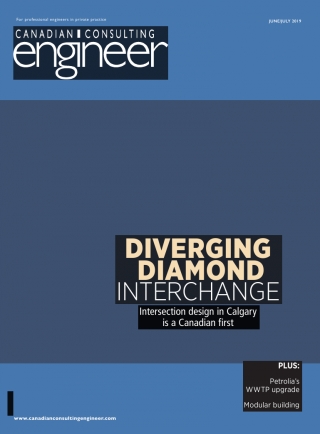 For professional engineers in private practice
JUNE/JULY 2019
CANADIAN CONSULTING
engineer
DIVERGING
DIAMOND
INTERCHANGE
Intersection design in Calgary
is a Canadian first
PLUS:
Petrolia's
WWTP upgrade
Modular building
www.canadianconsultingengineer.com